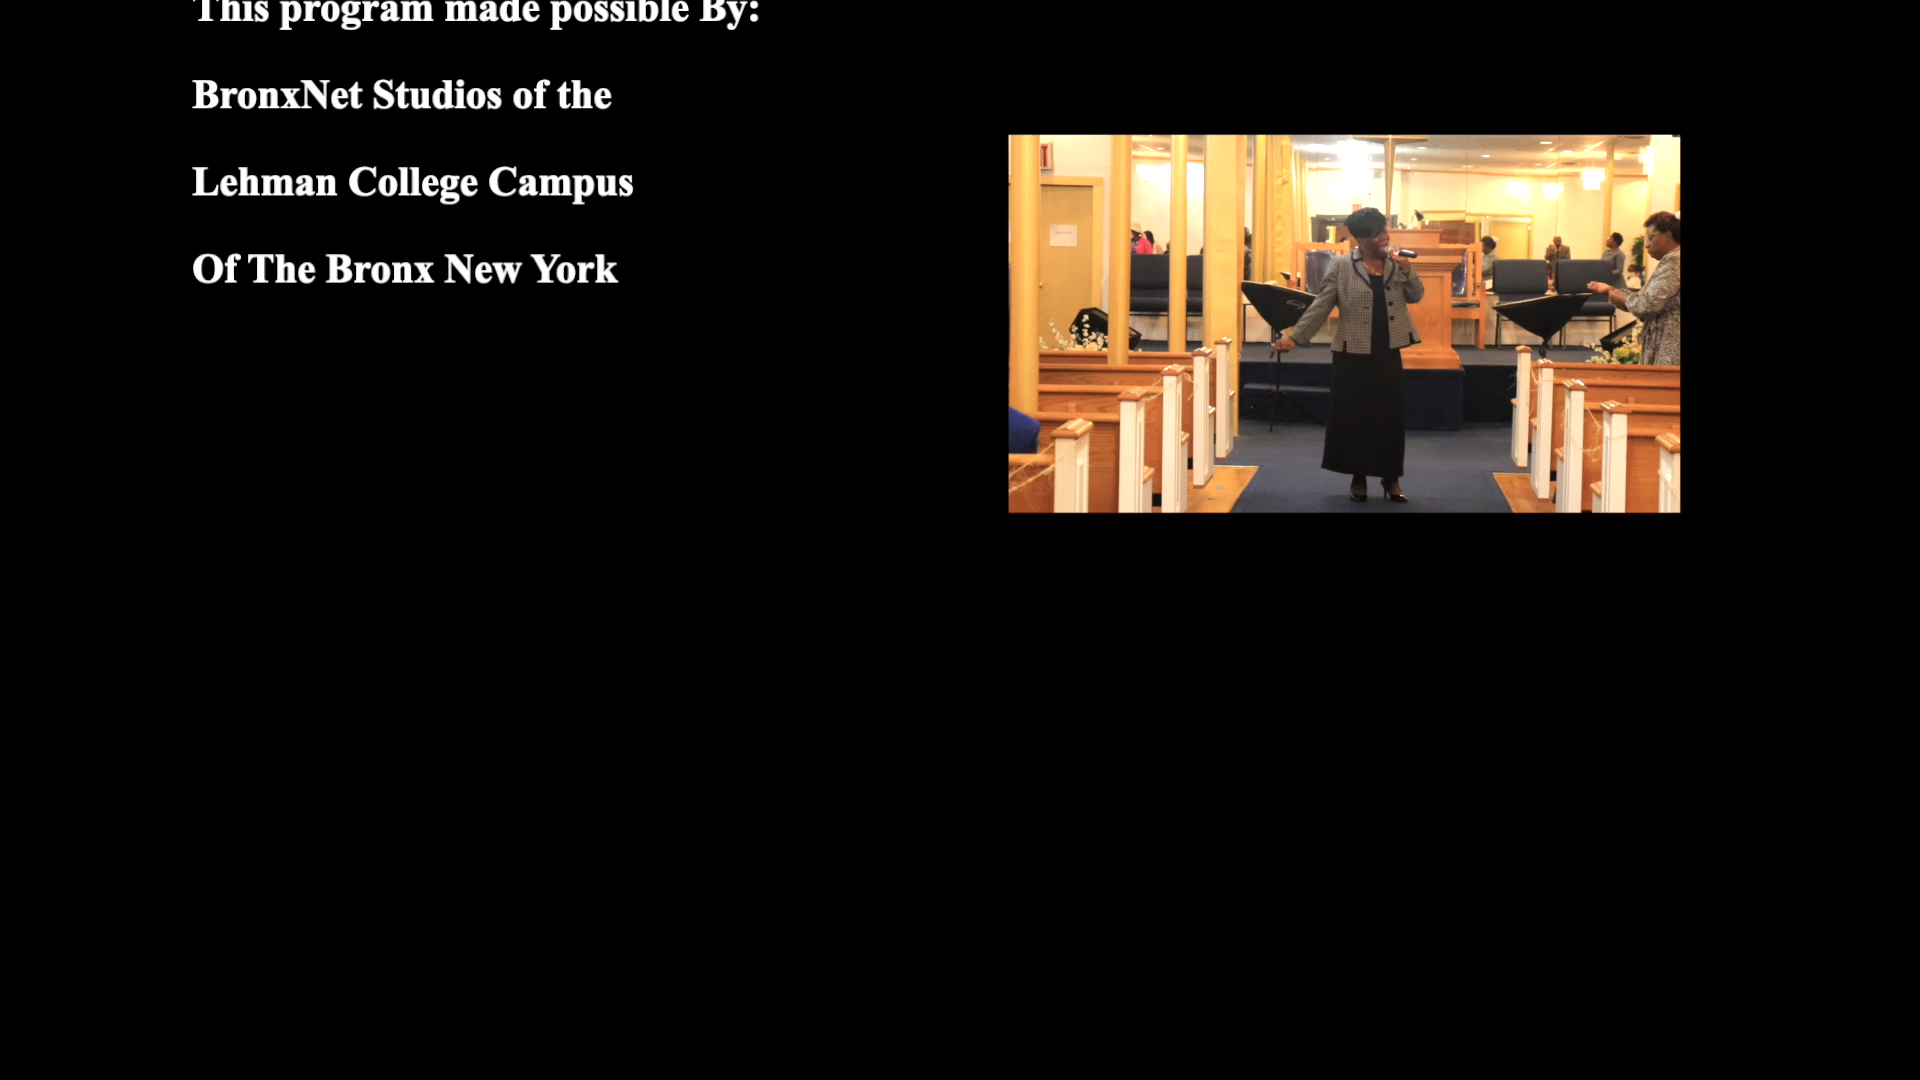 This program made possible By:
BronxNet Studios of the
Lehman College Campus
Of The Bronx New York